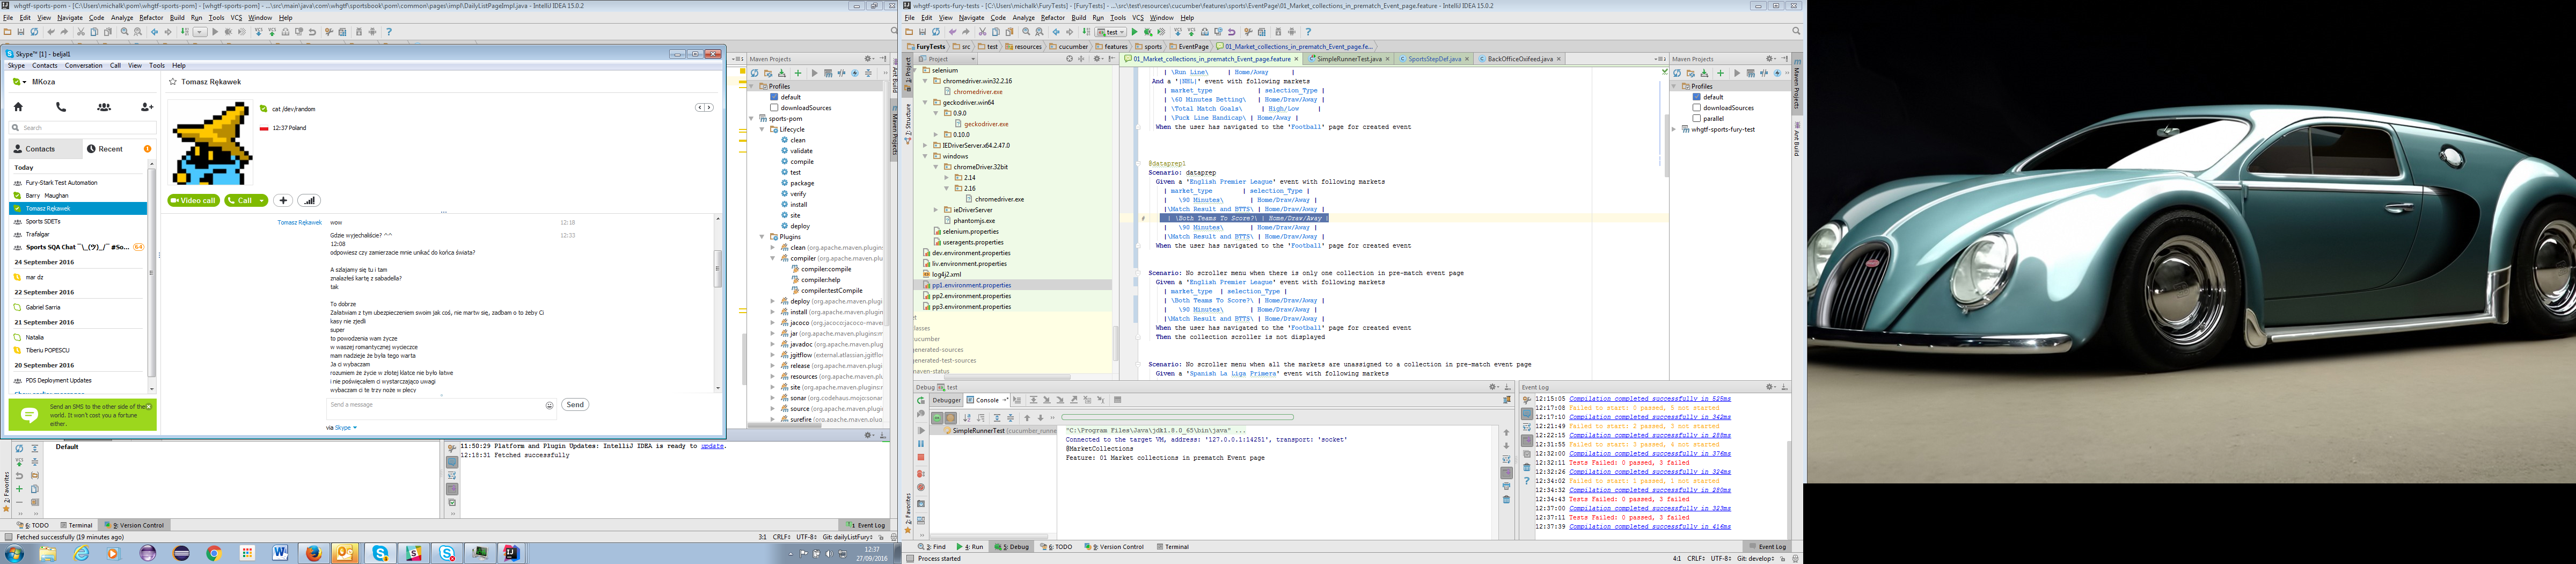 whgtf-sports-pom - [C:\Users\michalk\pom\whgtf-sports-pom] - [whgtf-sports-pom] - ...\src\main\java\com\whgtf\sportsbook\pom\common\pages\impl\DailyListPageImpl.java - IntelliJ IDEA 15.0.2
File Edit View Navigate Code Analyze Refactor Build Run Tools VCS Window Help
Skype™ [1] - beljal1
Skype Contacts Conversation Call View Tools Help
MKoza
Search
Contacts
Recent
Today
Fury-Stark Test Automation
Barry Maughan
Tomasz Rękawek
Sports SDETs
Trafalgar
Sports SQA Chat ¯\_(ツ)_/¯ #So...
24 September 2016
mar dz
22 September 2016
Gabriel Sarria
21 September 2016
Natalia
Tiberiu POPESCU
20 September 2016
PDS Deployment Updates
Send an SMS to the other side of the
world. It won't cost you a fortune
either.
Tomasz Rękawek
cat /dev/random
12:37 Poland
Video call
Call
Tomasz Rękawek wow 12:18
Gdzie wyjechaliście? ^^ 12:33
12:08
odpowiesz czy zamierzacie mnie unikać do końca świata?
A szlajamy się tu i tam
znalazłeś kartę z sabadella?
tak
To dobrze
Załatwiam z tym ubezpieczeniem swoim jak coś, nie martw się, zadbam o to żeby Ci
kasy nie zjedli
super
to powodzenia wam życze
w waszej romantycznej wycieczce
mam nadzieje że była tego warta
Ja ci wybaczam
rozumiem że życie w złotej klatce nie było łatwe
i nie poświęcałem ci wystarczająco uwagi
wybaczam ci te trzy noże w plecy
Send a message
Send
via Skype
Maven Projects
Profiles
default
downloadSources
sports-pom
Lifecycle
clean
validate
compile
test
package
verify
install
site
deploy
Plugins
clean (org.apache.maven.plugins
compiler (org.apache.maven.plu
compiler:compile
compiler:help
compiler:testCompile
deploy (org.apache.maven.plugi
install (org.apache.maven.plugin
jacoco (org.jacoco:jacoco-maven
jar (org.apache.maven.plugins:m
javadoc (org.apache.maven.plug
jgitflow (external.atlassian.jgitflo
release (org.apache.maven.plugi
resources (org.apache.maven.plu
site (org.apache.maven.plugins:
sonar (org.codehaus.mojo:sonar
source (org.apache.maven.plugin
surefire (org.apache.maven.plug
Ant Build
Maven Projects
2: Favorites
Default
11:50:29 Platform and Plugin Updates: IntelliJ IDEA is ready to update.
12:18:31 Fetched successfully
6: TODO
Terminal
9: Version Control
Event Log
Fetched successfully (19 minutes ago)
3:1 CRLF UTF-8 Git: dailyListFury
12:37
27/09/2016
whgtf-sports-fury-tests - [C:\Users\michalk\FuryTests] - [FuryTests] - ...\src\test\resources\cucumber\features\sports\EventPage\01_Market_collections_in_prematch_Event_page.feature - IntelliJ IDEA 15.0.2
File Edit View Navigate Code Analyze Refactor Build Run Tools VCS Window Help
test
FuryTests src test resources cucumber features sports EventPage 01_Market_collections_in_prematch_Event_page.fe...
1: Project
7: Structure
Project
selenium
chromedriver.win32.2.16
chromedriver.exe
geckodriver.win64
0.9.0
geckodriver.exe
0.10.0
IEDriverServer.x64.2.47.0
windows
chromeDriver.32bit
2.14
2.16
chromedriver.exe
ieDriverServer
phantomjs.exe
selenium.properties
useragents.properties
dev.environment.properties
liv.environment.properties
log4j2.xml
pp1.environment.properties
pp2.environment.properties
pp3.environment.properties
01_Market_collections_in_prematch_Event_page.feature
SimpleRunnerTest.java
SportsStepDef.java
BackOfficeOxifeed.java
| \Run Line\ | Home/Away |
And a '|NHL|' event with following markets
| market_type | selection_Type |
| \60 Minutes Betting\ | Home/Draw/Away |
| \Total Match Goals\ | High/Low |
| \Puck Line Handicap\ | Home/Away |
When the user has navigated to the 'Football' page for created event
@dataprep1
Scenario: dataprep
Given a 'English Premier League' event with following markets
| market_type | selection_Type |
| \90 Minutes\ | Home/Draw/Away |
|\Match Result and BTTS\ | Home/Draw/Away |
# | \Both Teams To Score?\ | Home/Draw/Away |
| \90 Minutes\ | Home/Draw/Away |
|\Match Result and BTTS\ | Home/Draw/Away |
When the user has navigated to the 'Football' page for created event
Scenario: No scroller menu when there is only one collection in pre-match event page
Given a 'English Premier League' event with following markets
| market_type | selection_Type |
| \Both Teams To Score?\ | Home/Draw/Away |
| \90 Minutes\ | Home/Draw/Away |
|\Match Result and BTTS\ | Home/Draw/Away |
When the user has navigated to the 'Football' page for created event
Then the collection scroller is not displayed
Scenario: No scroller menu when all the markets are unassigned to a collection in pre-match event page
Given a 'Spanish La Liga Primera' event with following markets
Maven Projects
Profiles
default
downloadSources
parallel
whgtf-sports-fury-test
Maven Projects
Ant Build
Debug test
Debugger
Console
SimpleRunnerTest (cucumber_runne
"C:\Program Files\Java\jdk1.8.0_65\bin\java" ...
Connected to the target VM, address: '127.0.0.1:14251', transport: 'socket'
@MarketCollections
Feature: 01 Market collections in prematch Event page
Event Log
12:15:05 Compilation completed successfully in 525ms
12:17:08 Failed to start: 0 passed, 5 not started
12:17:10 Compilation completed successfully in 342ms
12:21:49 Failed to start: 2 passed, 3 not started
12:22:15 Compilation completed successfully in 288ms
12:31:55 Failed to start: 3 passed, 4 not started
12:32:00 Compilation completed successfully in 376ms
12:32:11 Tests Failed: 0 passed, 3 failed
12:32:26 Compilation completed successfully in 324ms
12:34:02 Failed to start: 1 passed, 1 not started
12:34:32 Compilation completed successfully in 280ms
12:34:43 Tests Failed: 0 passed, 3 failed
12:37:00 Compilation completed successfully in 323ms
12:37:11 Tests Failed: 0 passed, 3 failed
12:37:39 Compilation completed successfully in 416ms
2: Favorites
3: Find
4: Run
5: Debug
6: TODO
9: Version Control
Terminal
Event Log
Process started
4:1 CRLF UTF-8 Git: develop